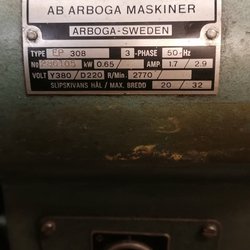 AB ARBOGA MASKINER
ARBOGA-SWEDEN
TYPE EP 308 3 -PHASE 50-Hz
No kW 0.65 AMP. 1.7 / 2.9
VOLT Y380 / D220 R/Min 2770 /
SLIPSKIVANS HÅL / MAX. BREDD 20 / 32